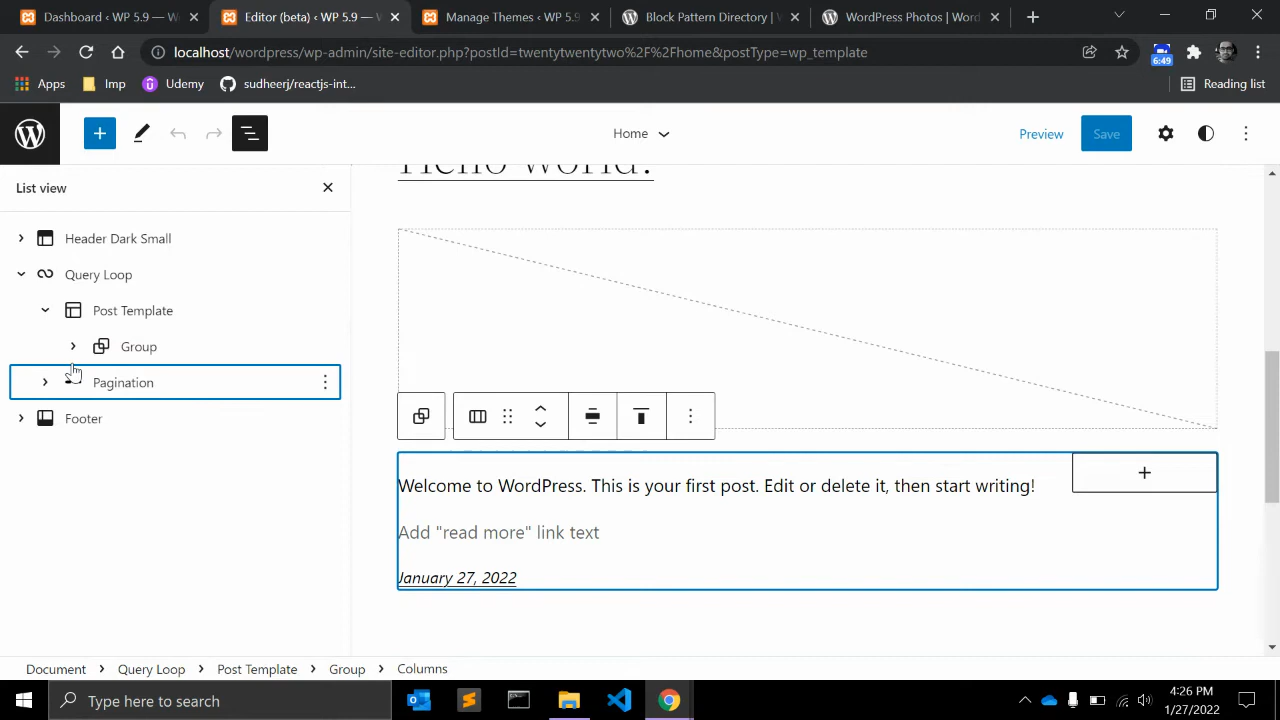 Dashboard ‹ WP 5.9 — W
Editor (beta) ‹ WP 5.9 — W
Manage Themes ‹ WP 5.9
Block Pattern Directory | W
WordPress Photos | Word
localhost/wordpress/wp-admin/site-editor.php?postId=twentytwentytwo%2F%2Fhome&postType=wp_template
6:49
Apps
Imp
Udemy
sudheerj/reactjs-int...
Reading list
Home
Preview
Save
List view
Hello world!
Header Dark Small
Query Loop
Post Template
Group
Pagination
Footer
Welcome to WordPress. This is your first post. Edit or delete it, then start writing!
Add "read more" link text
January 27, 2022
Document
Query Loop
Post Template
Group
Columns
Type here to search
4:26 PM
1/27/2022